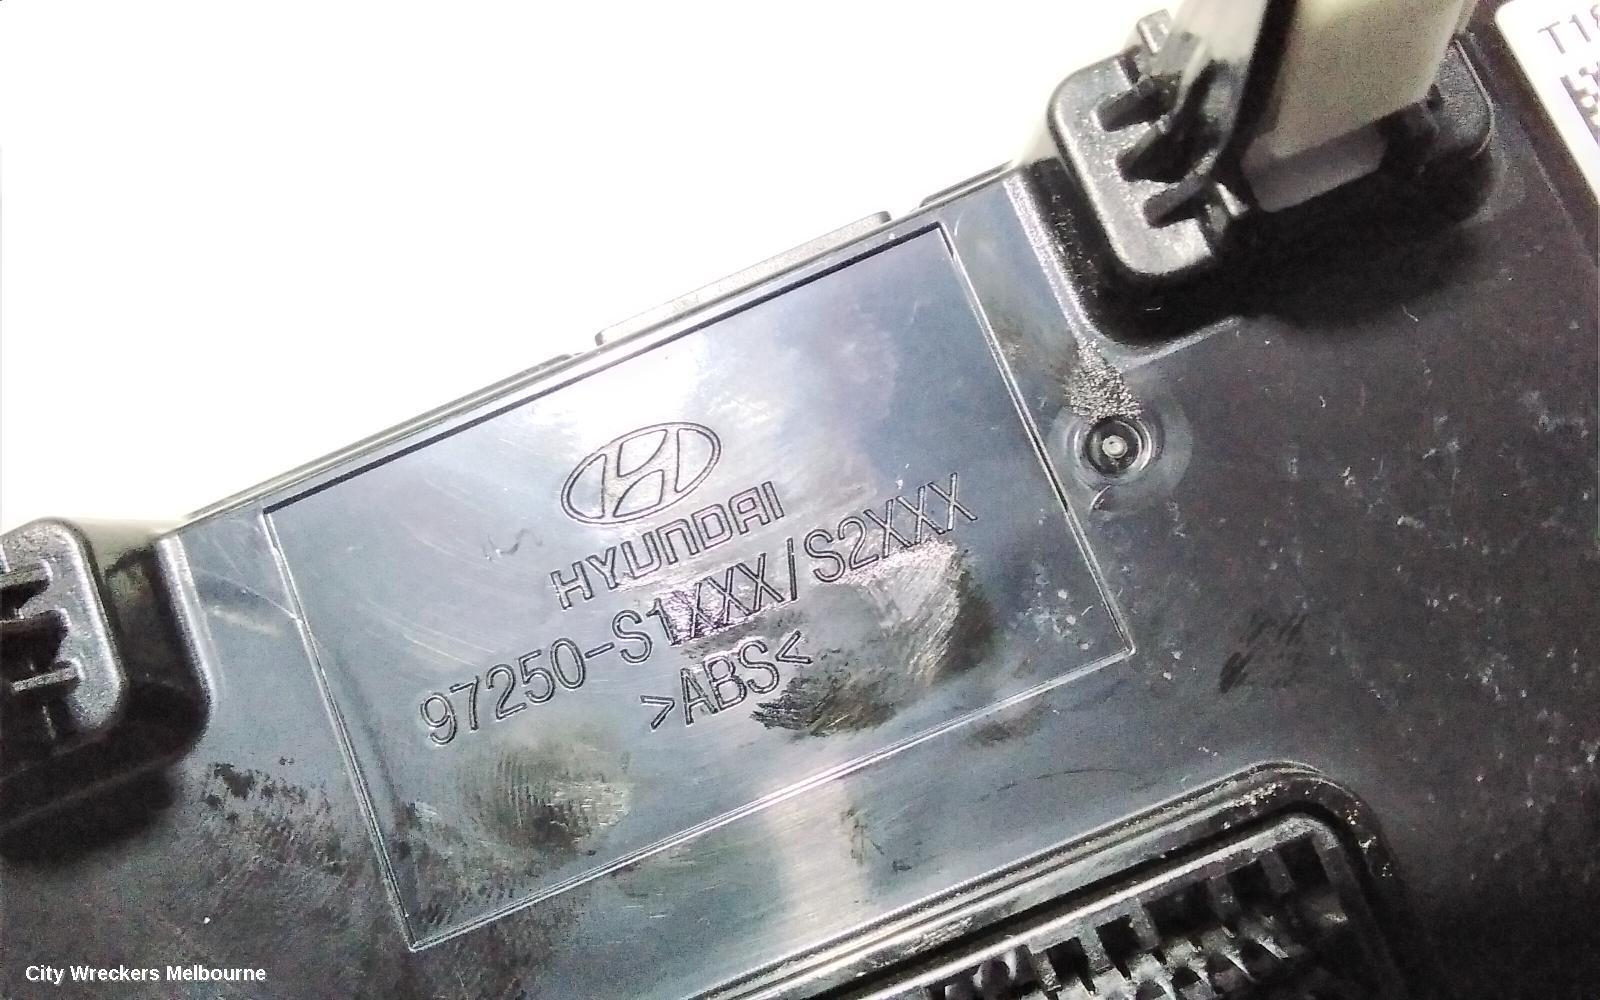 HYUNDAI
97250-S1XXX/S2XXX
>ABS<
City Wreckers Melbourne